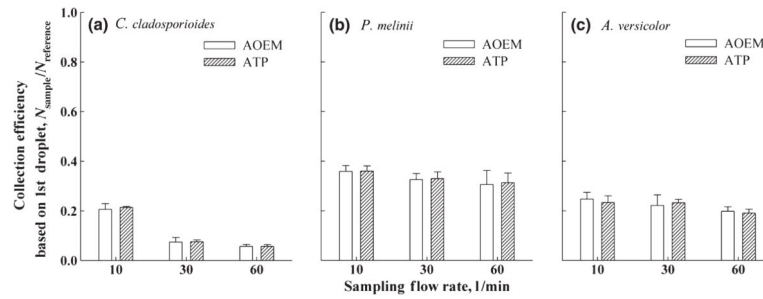 (a) C. cladosporioides
AOEM
ATP
(b) P. melinii
AOEM
ATP
(c) A. versicolor
AOEM
ATP
Collection efficiency
based on 1st droplet, Nsample/Nreference
1.0
0.8
0.6
0.4
0.2
0.0
10 30 60 10 30 60 10 30 60
Sampling flow rate, l/min